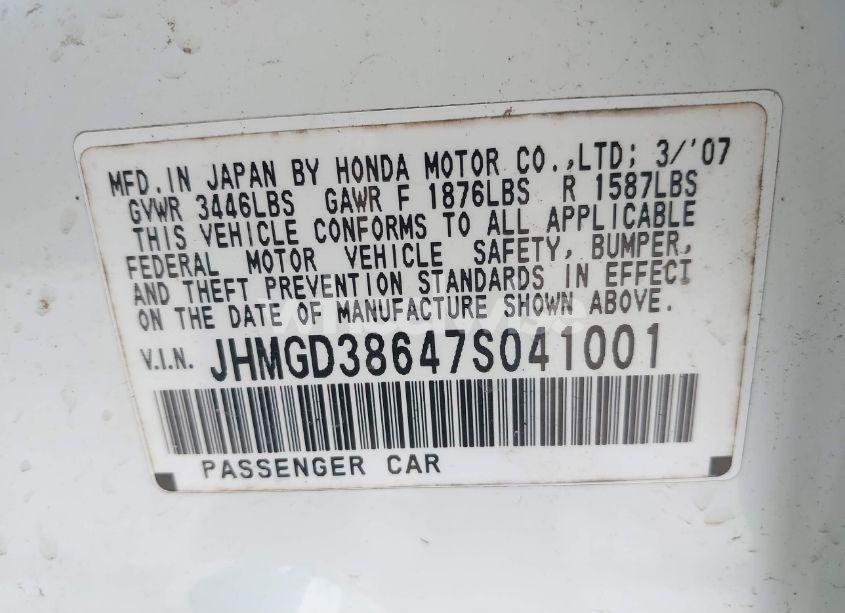 MFD. IN JAPAN BY HONDA MOTOR CO.,LTD; 3/'07
GVWR 3446LBS GAWR F 1876LBS R 1587LBS
THIS VEHICLE CONFORMS TO ALL APPLICABLE
FEDERAL MOTOR VEHICLE SAFETY, BUMPER,
AND THEFT PREVENTION STANDARDS IN EFFECT
ON THE DATE OF MANUFACTURE SHOWN ABOVE.
V.I.N. JHMGD38647S041001
PASSENGER CAR